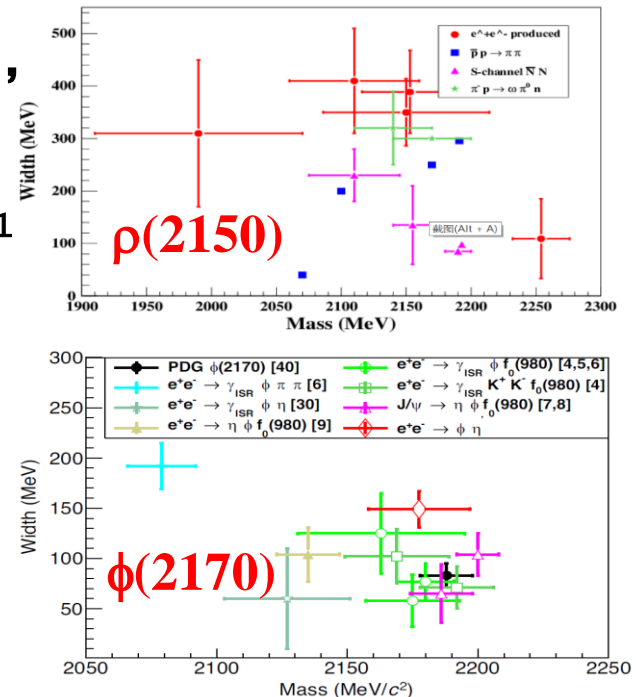 ,
1
500
400
300
200
100
0
Width (MeV)
e^+e^- produced
p̅ p → π π
S-channel N̅ N
π⁻ p → ω π⁰ n
截图(Alt + A)
ρ(2150)
1900 1950 1990 2050 2100 2150 2200 2250 2300
Mass (MeV)
300
250
200
150
100
50
Width (MeV)
PDG ϕ(2170) [40]
e⁺e⁻ → γ_ISR ϕ π π [6]
e⁺e⁻ → γ_ISR ϕ η [30]
e⁺e⁻ → η ϕ f₀(980) [9]
e⁺e⁻ → γ_ISR ϕ f₀(980) [4,5,6]
e⁺e⁻ → γ_ISR K⁺ K⁻ f₀(980) [4]
J/ψ → η ϕ f₀(980) [7,8]
e⁺e⁻ → ϕ η
ϕ(2170)
2050 2100 2150 2200 2250
Mass (MeV/c²)